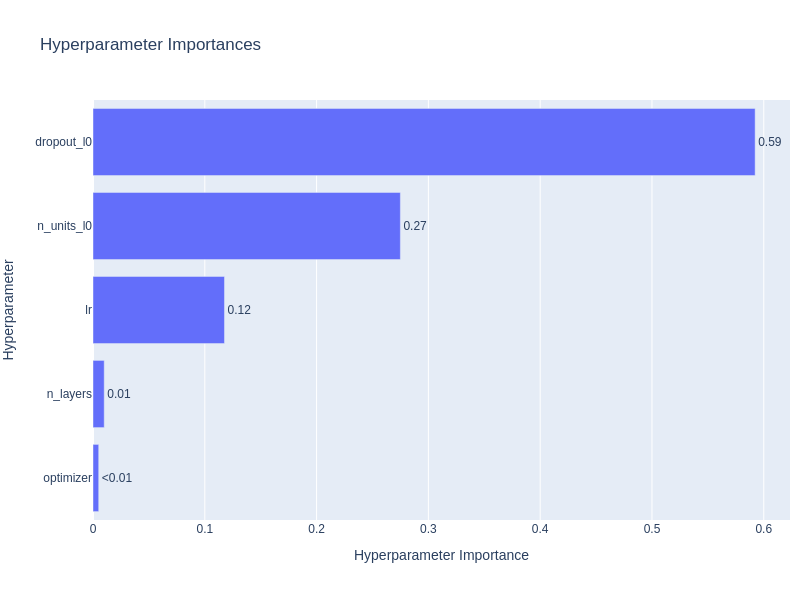 Hyperparameter Importances
Hyperparameter
dropout_l0 0.59
n_units_l0 0.27
lr 0.12
n_layers 0.01
optimizer <0.01
0 0.1 0.2 0.3 0.4 0.5 0.6
Hyperparameter Importance